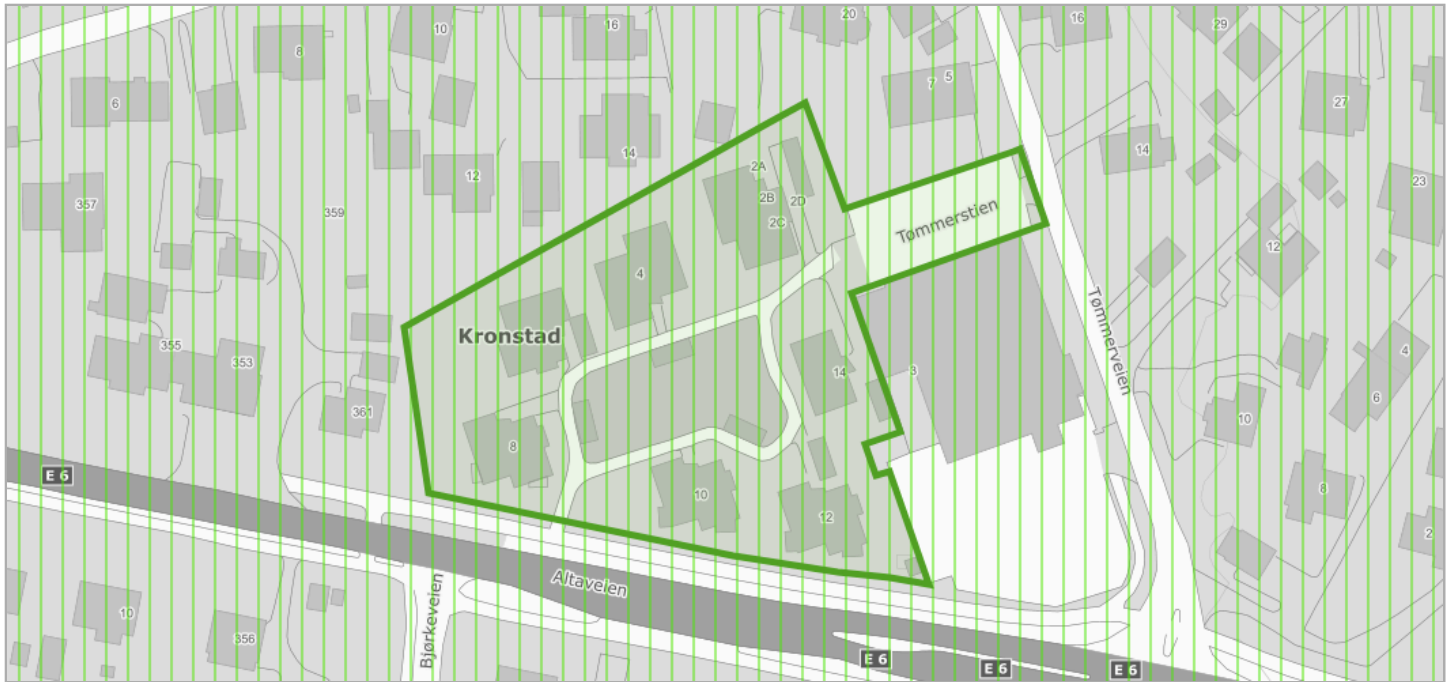 20
16
29
10
16
8
7 5
6
27
14
14
2A
12
23
357
2B 2D
359
2C
Tømmerstien
12
4
Kronstad
Tømmerveien
355
353
4
14
3
6
361
10
8
E 6
8
10
12
2
Altaveien
Bjørkeveien
10
356
E 6
E 6
E 6